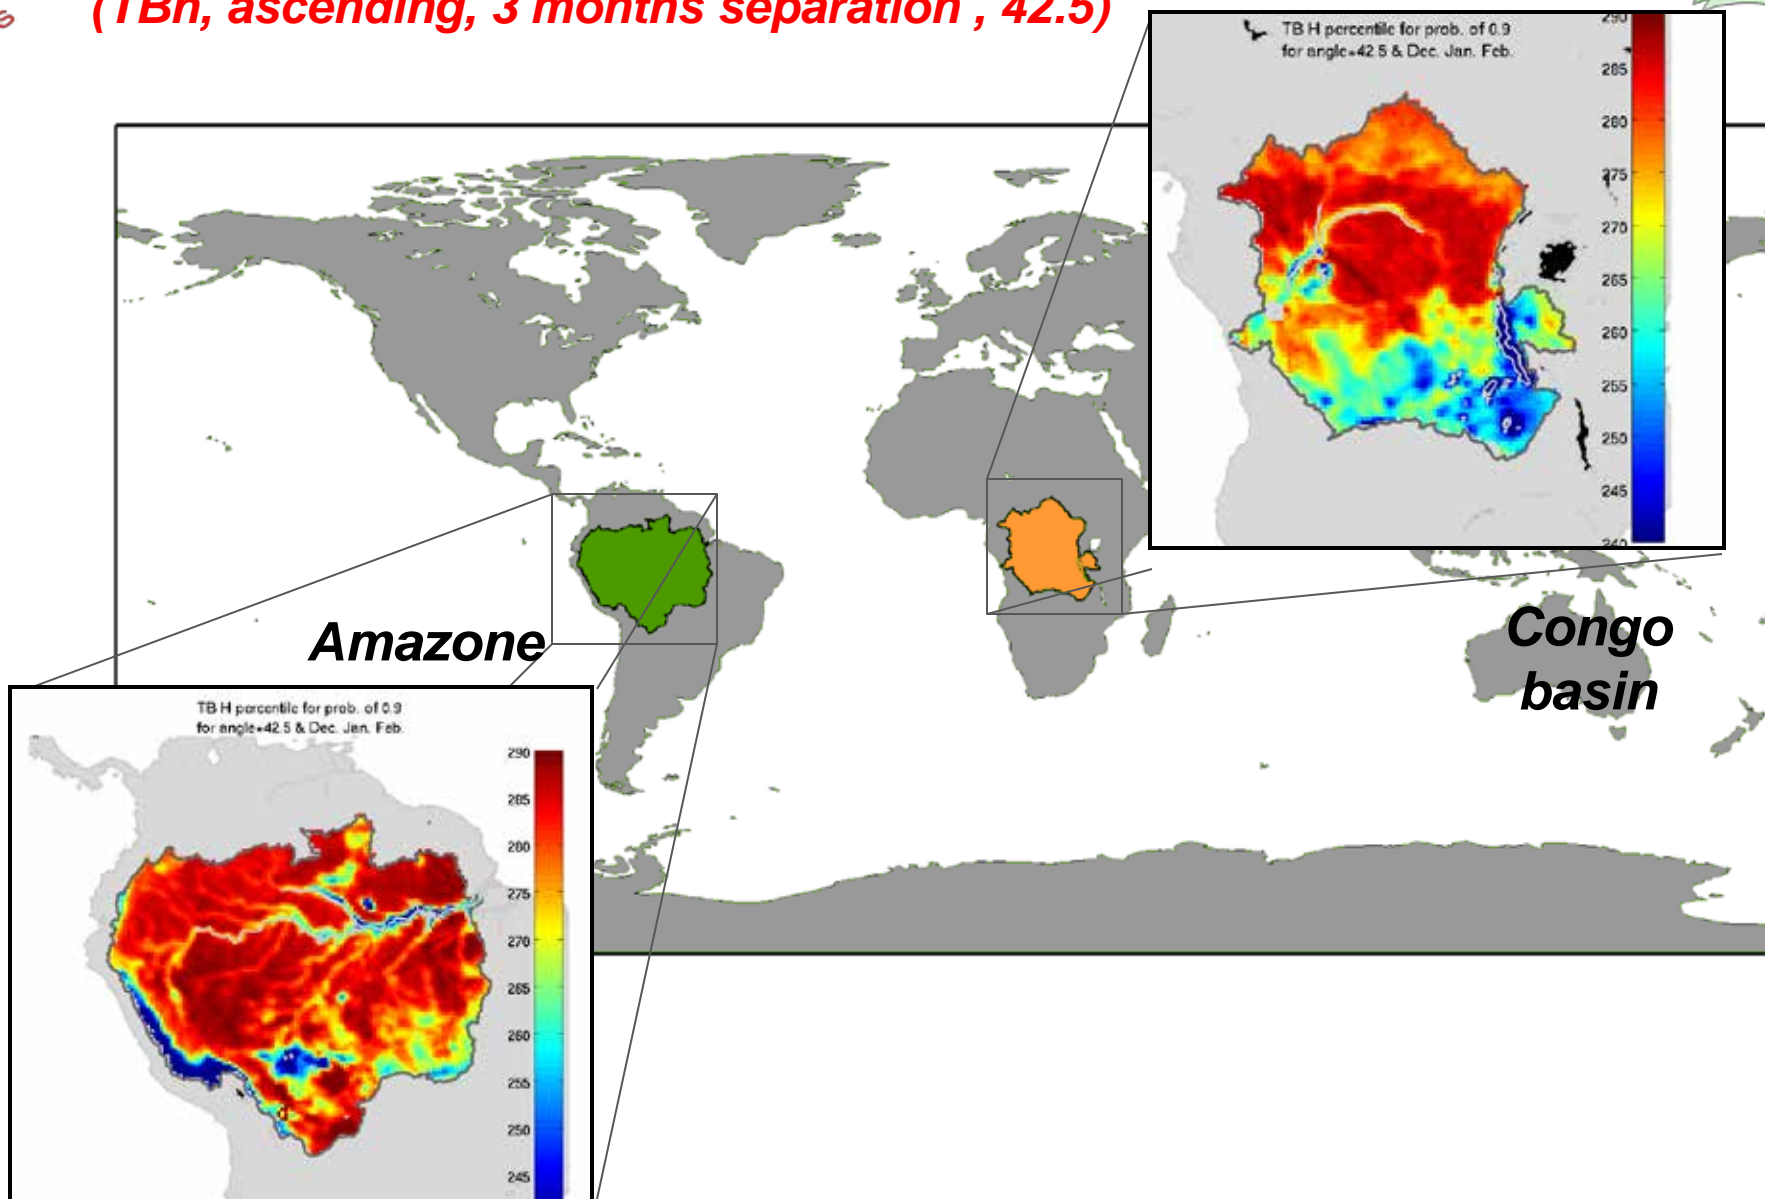 (TBh, ascending, 3 months separation , 42.5)
TB H percentile for prob. of 0.9
for angle=42.5 & Dec. Jan. Feb.
290
285
280
275
270
265
260
255
250
245
240
Amazone
Congo
basin
TB H percentile for prob. of 0.9
for angle=42.5 & Dec. Jan. Feb.
290
285
280
275
270
265
260
255
250
245